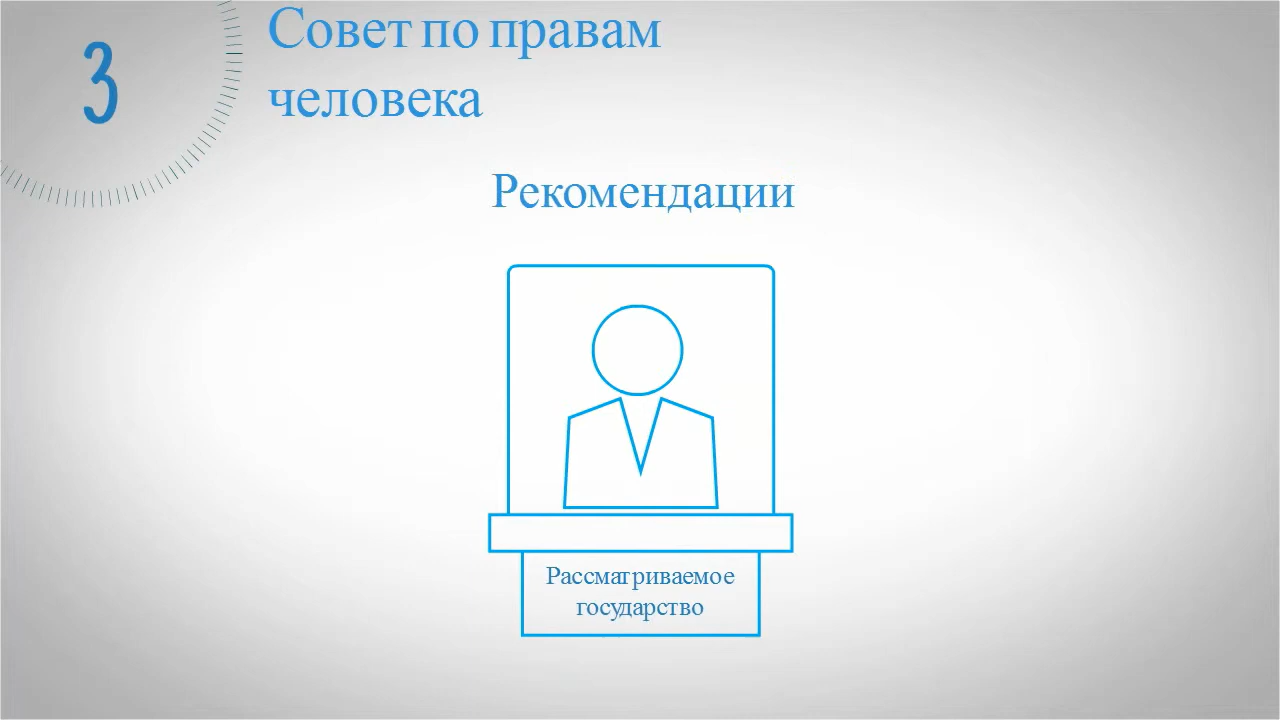 3
Совет по правам
человека
Рекомендации
Рассматриваемое
государство